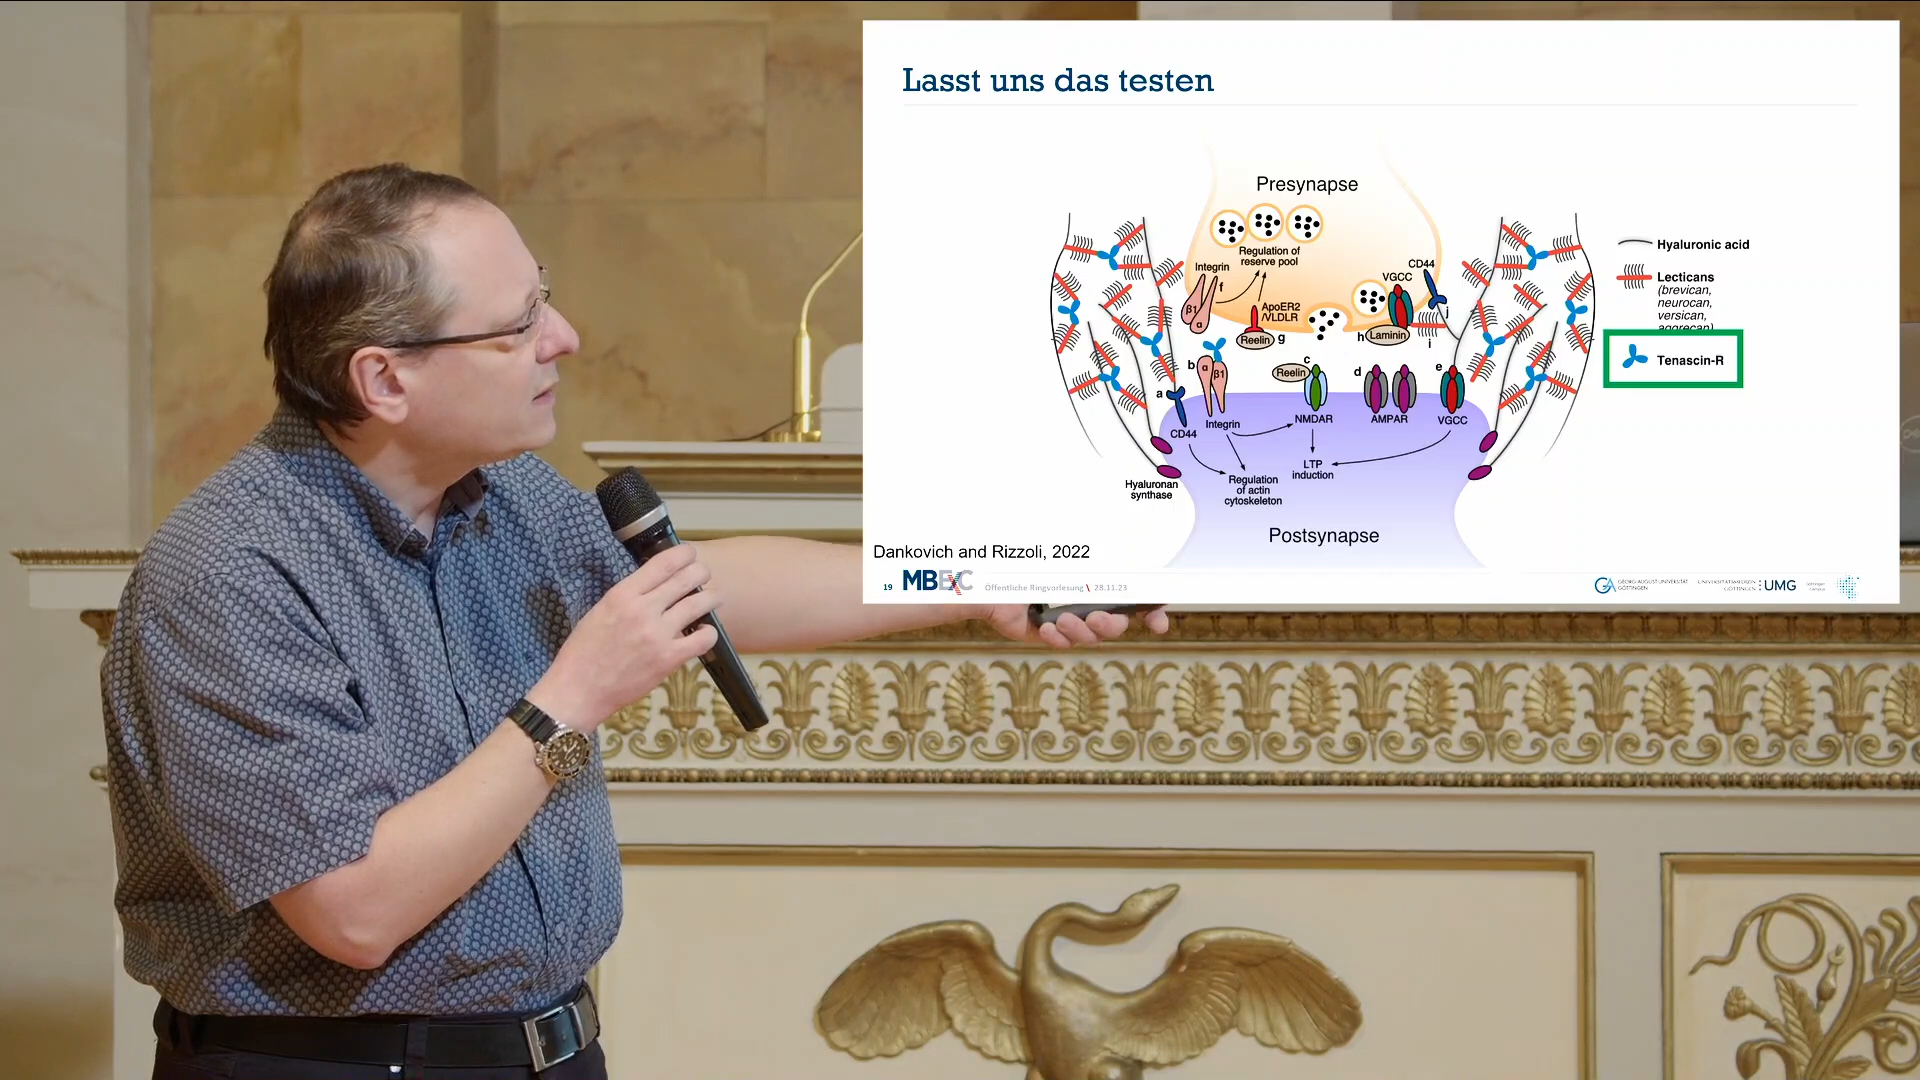 Lasst uns das testen
Presynapse
Regulation of
reserve pool
Integrin
f
β1
α
ApoER2
/VLDLR
Reelin
g
CD44
VGCC
j
h
Laminin
i
Hyaluronic acid
Lecticans
(brevican,
neurocan,
versican,
aggrecan)
Tenascin-R
a
CD44
b
α
β1
Integrin
c
Reelin
NMDAR
d
AMPAR
e
VGCC
LTP
induction
Regulation
of actin
cytoskeleton
Hyaluronan
synthase
Postsynapse
Dankovich and Rizzoli, 2022
19
MBExC
Öffentliche Ringvorlesung \ 28.11.23
GEORG-AUGUST-UNIVERSITÄT
GÖTTINGEN
UNIVERSITÄTSMEDIZIN
GÖTTINGEN
UMG